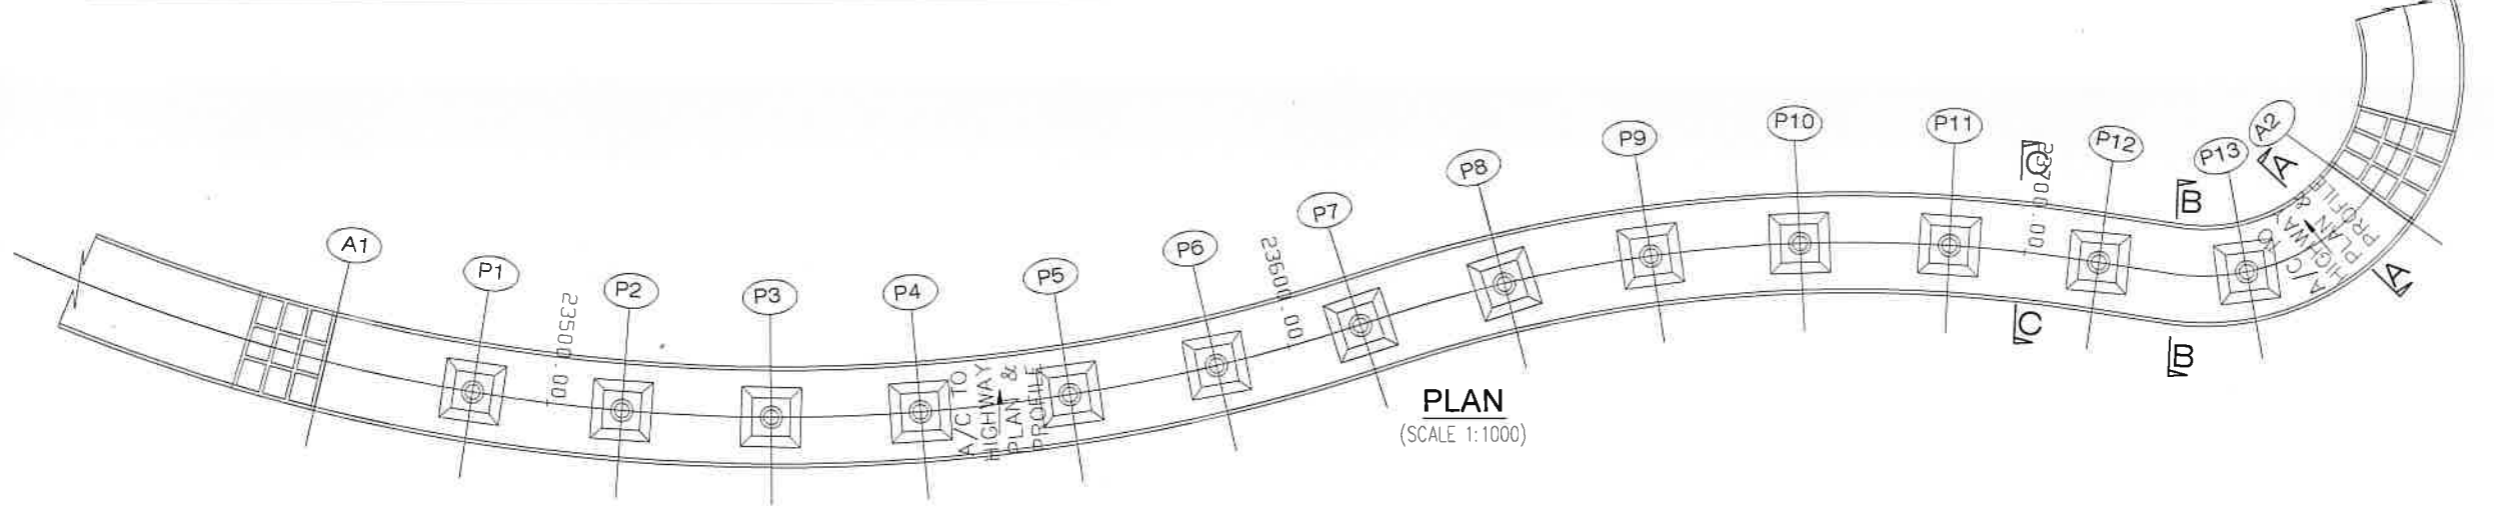 A1
P1
23500.00
P2
P3
P4
A/C TO
HIGHWAY
PLAN &
PROFILE
P5
P6
23600.00
P7
P8
P9
P10
P11
C
23700.00
P12
B
P13
A
A2
A/C TO
HIGHWAY
PLAN &
PROFILE
A
C
B
PLAN
(SCALE 1:1000)